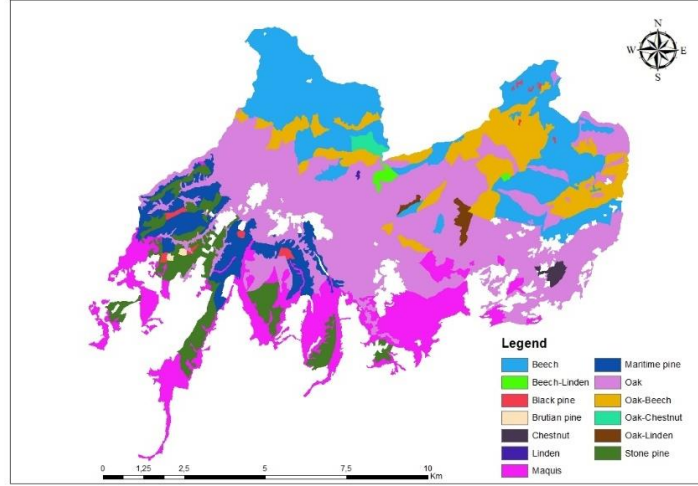 N
W E
S
Legend
Beech Maritime pine
Beech-Linden Oak
Black pine Oak-Beech
Brutian pine Oak-Chestnut
Chestnut Oak-Linden
Linden Stone pine
Maquis
0 1,25 2,5 5 7,5 10
Km